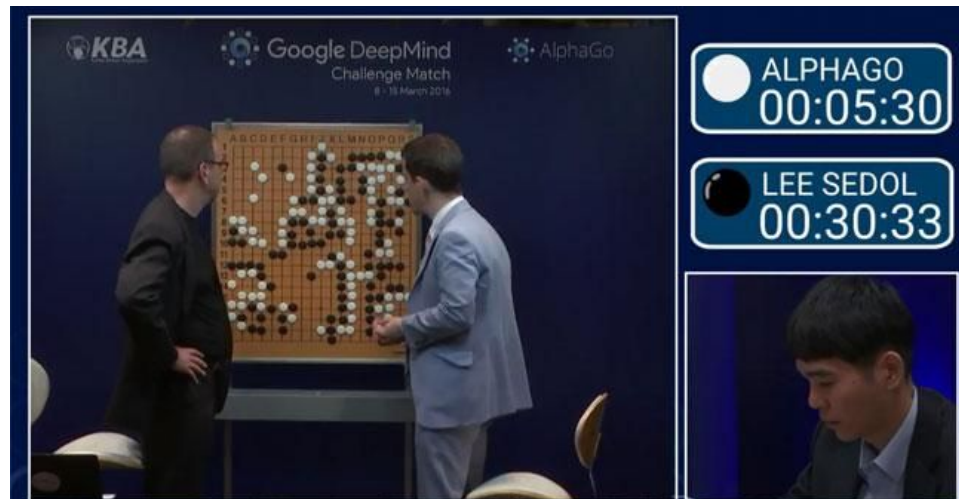 KBA
Google DeepMind
Challenge Match
8 - 15 March 2016
AlphaGo
A B C D E F G H J K L M N O P Q R
ALPHAGO
00:05:30
LEE SEDOL
00:30:33